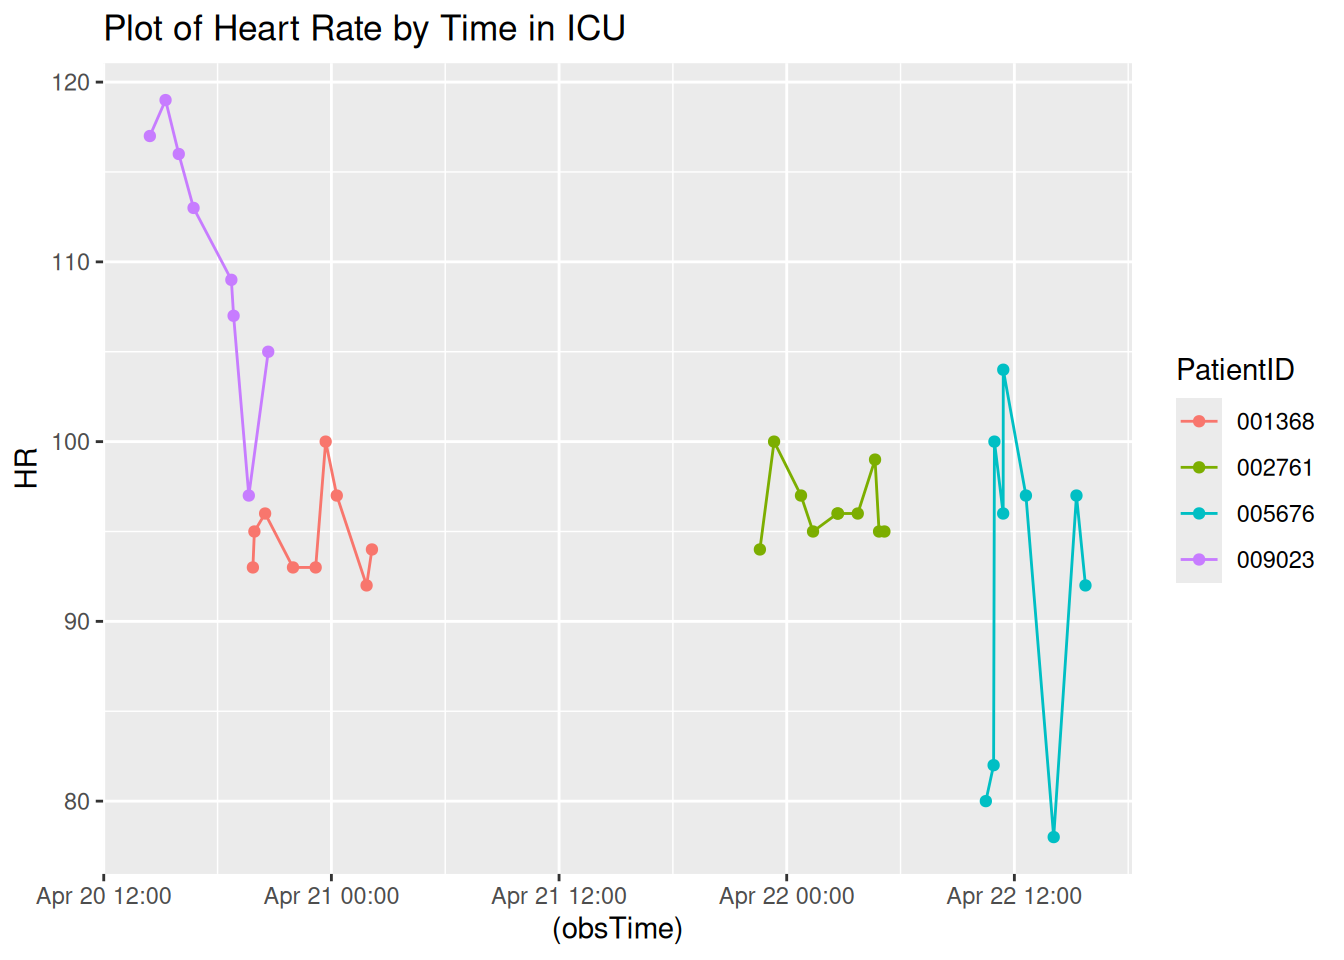 Plot of Heart Rate by Time in ICU
120
110
100
90
80
HR
Apr 20 12:00
Apr 21 00:00
Apr 21 12:00
Apr 22 00:00
Apr 22 12:00
(obsTime)
PatientID
001368
002761
005676
009023